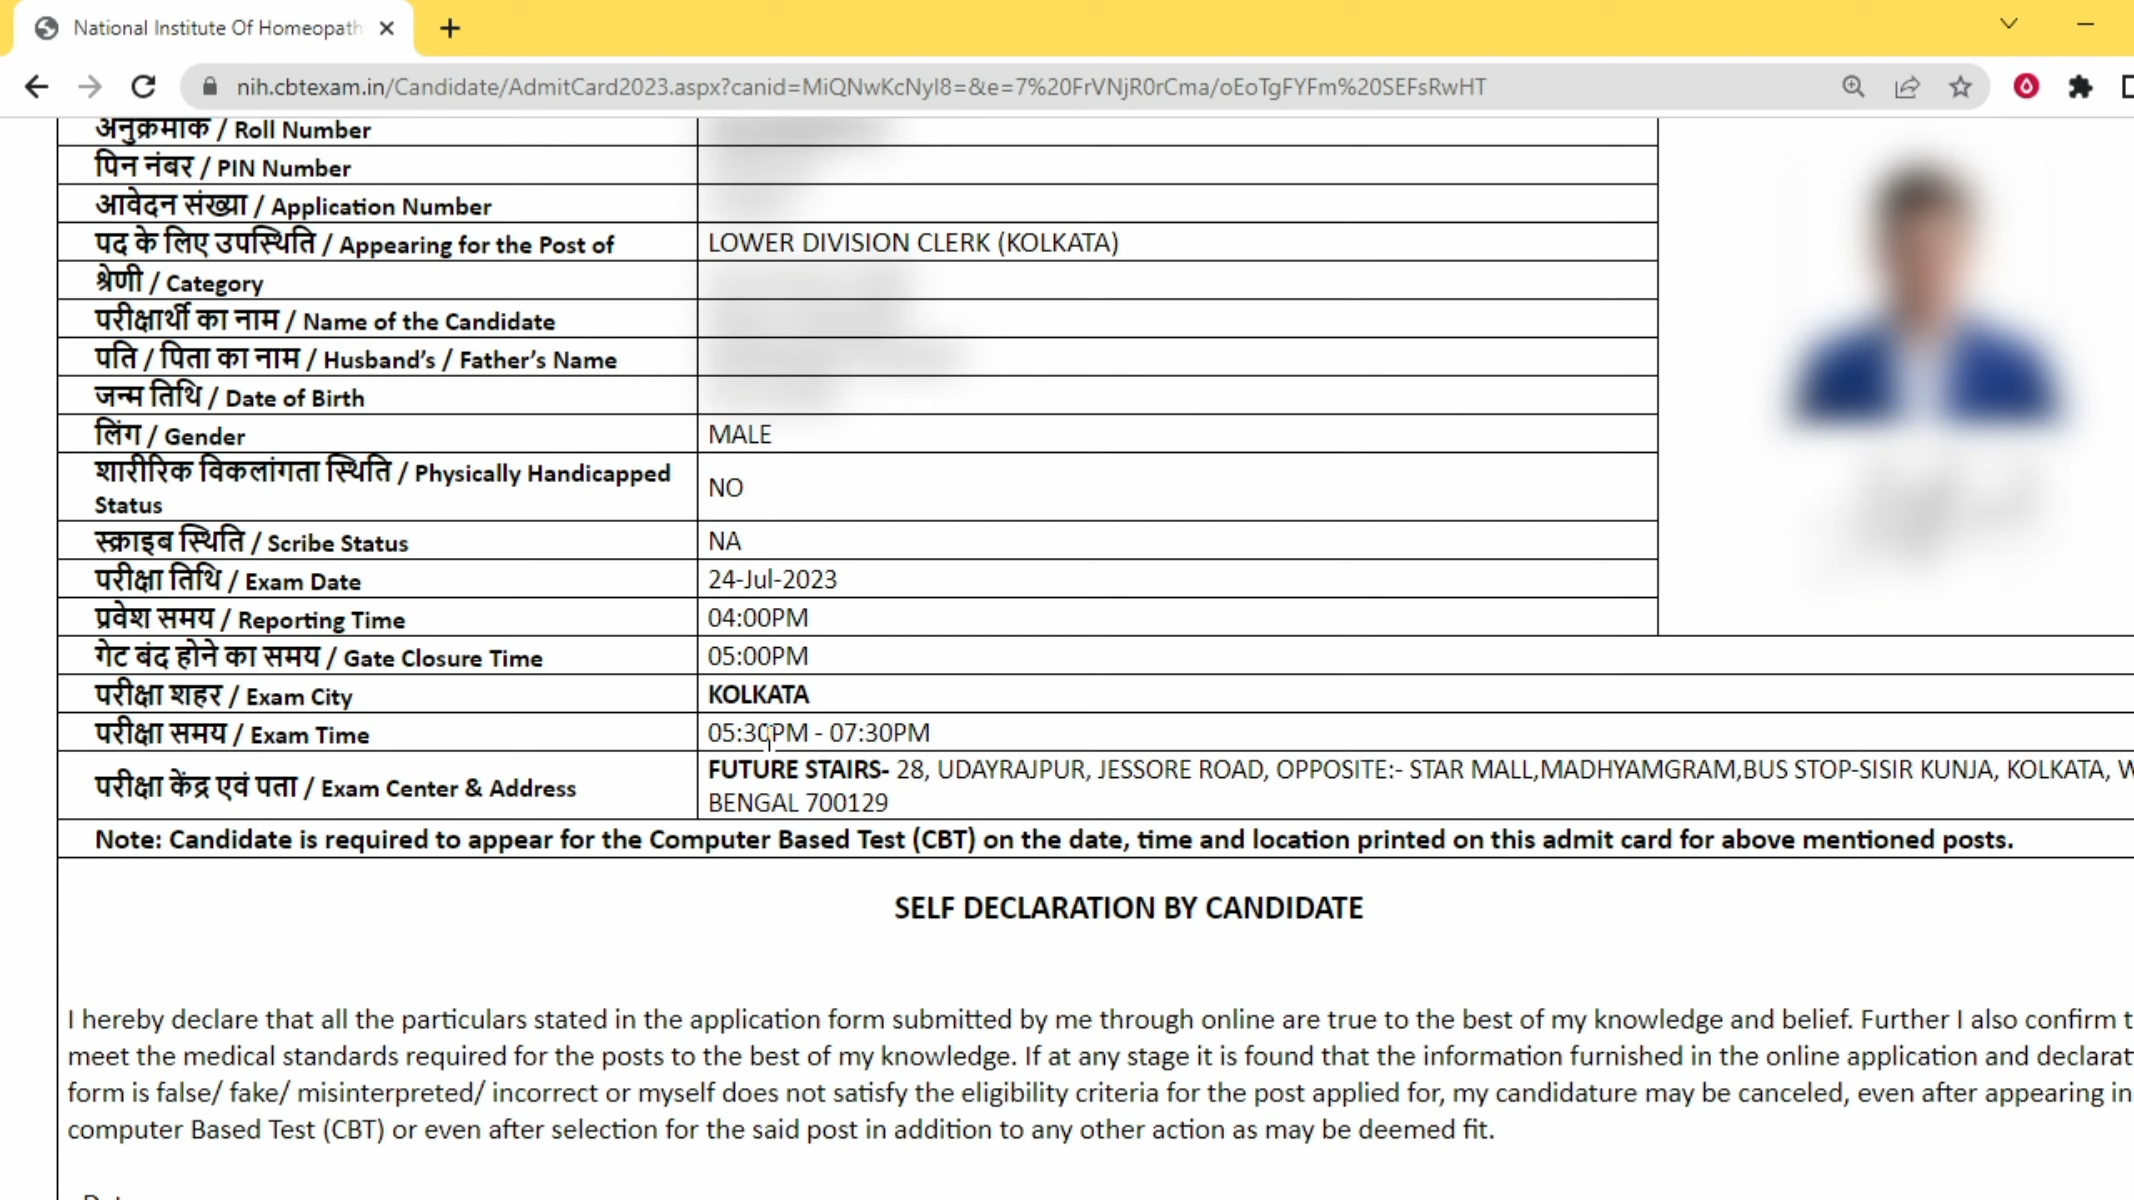 National Institute Of Homeopath
nih.cbtexam.in/Candidate/AdmitCard2023.aspx?canid=MiQNwKcNyI8=&e=7%20FrVNjR0rCma/oEoTgFYFm%20SEFsRwHT
अनुक्रमांक / Roll Number
पिन नंबर / PIN Number
आवेदन संख्या / Application Number
पद के लिए उपस्थिति / Appearing for the Post of LOWER DIVISION CLERK (KOLKATA)
श्रेणी / Category
परीक्षार्थी का नाम / Name of the Candidate
पति / पिता का नाम / Husband's / Father's Name
जन्म तिथि / Date of Birth
लिंग / Gender MALE
शारीरिक विकलांगता स्थिति / Physically Handicapped
Status NO
स्क्राइब स्थिति / Scribe Status NA
परीक्षा तिथि / Exam Date 24-Jul-2023
प्रवेश समय / Reporting Time 04:00PM
गेट बंद होने का समय / Gate Closure Time 05:00PM
परीक्षा शहर / Exam City KOLKATA
परीक्षा समय / Exam Time 05:30PM - 07:30PM
परीक्षा केंद्र एवं पता / Exam Center & Address FUTURE STAIRS- 28, UDAYRAJPUR, JESSORE ROAD, OPPOSITE:- STAR MALL,MADHYAMGRAM,BUS STOP-SISIR KUNJA, KOLKATA,
BENGAL 700129
Note: Candidate is required to appear for the Computer Based Test (CBT) on the date, time and location printed on this admit card for above mentioned posts.
SELF DECLARATION BY CANDIDATE
I hereby declare that all the particulars stated in the application form submitted by me through online are true to the best of my knowledge and belief. Further I also confirm
meet the medical standards required for the posts to the best of my knowledge. If at any stage it is found that the information furnished in the online application and declarat
form is false/ fake/ misinterpreted/ incorrect or myself does not satisfy the eligibility criteria for the post applied for, my candidature may be canceled, even after appearing in
computer Based Test (CBT) or even after selection for the said post in addition to any other action as may be deemed fit.